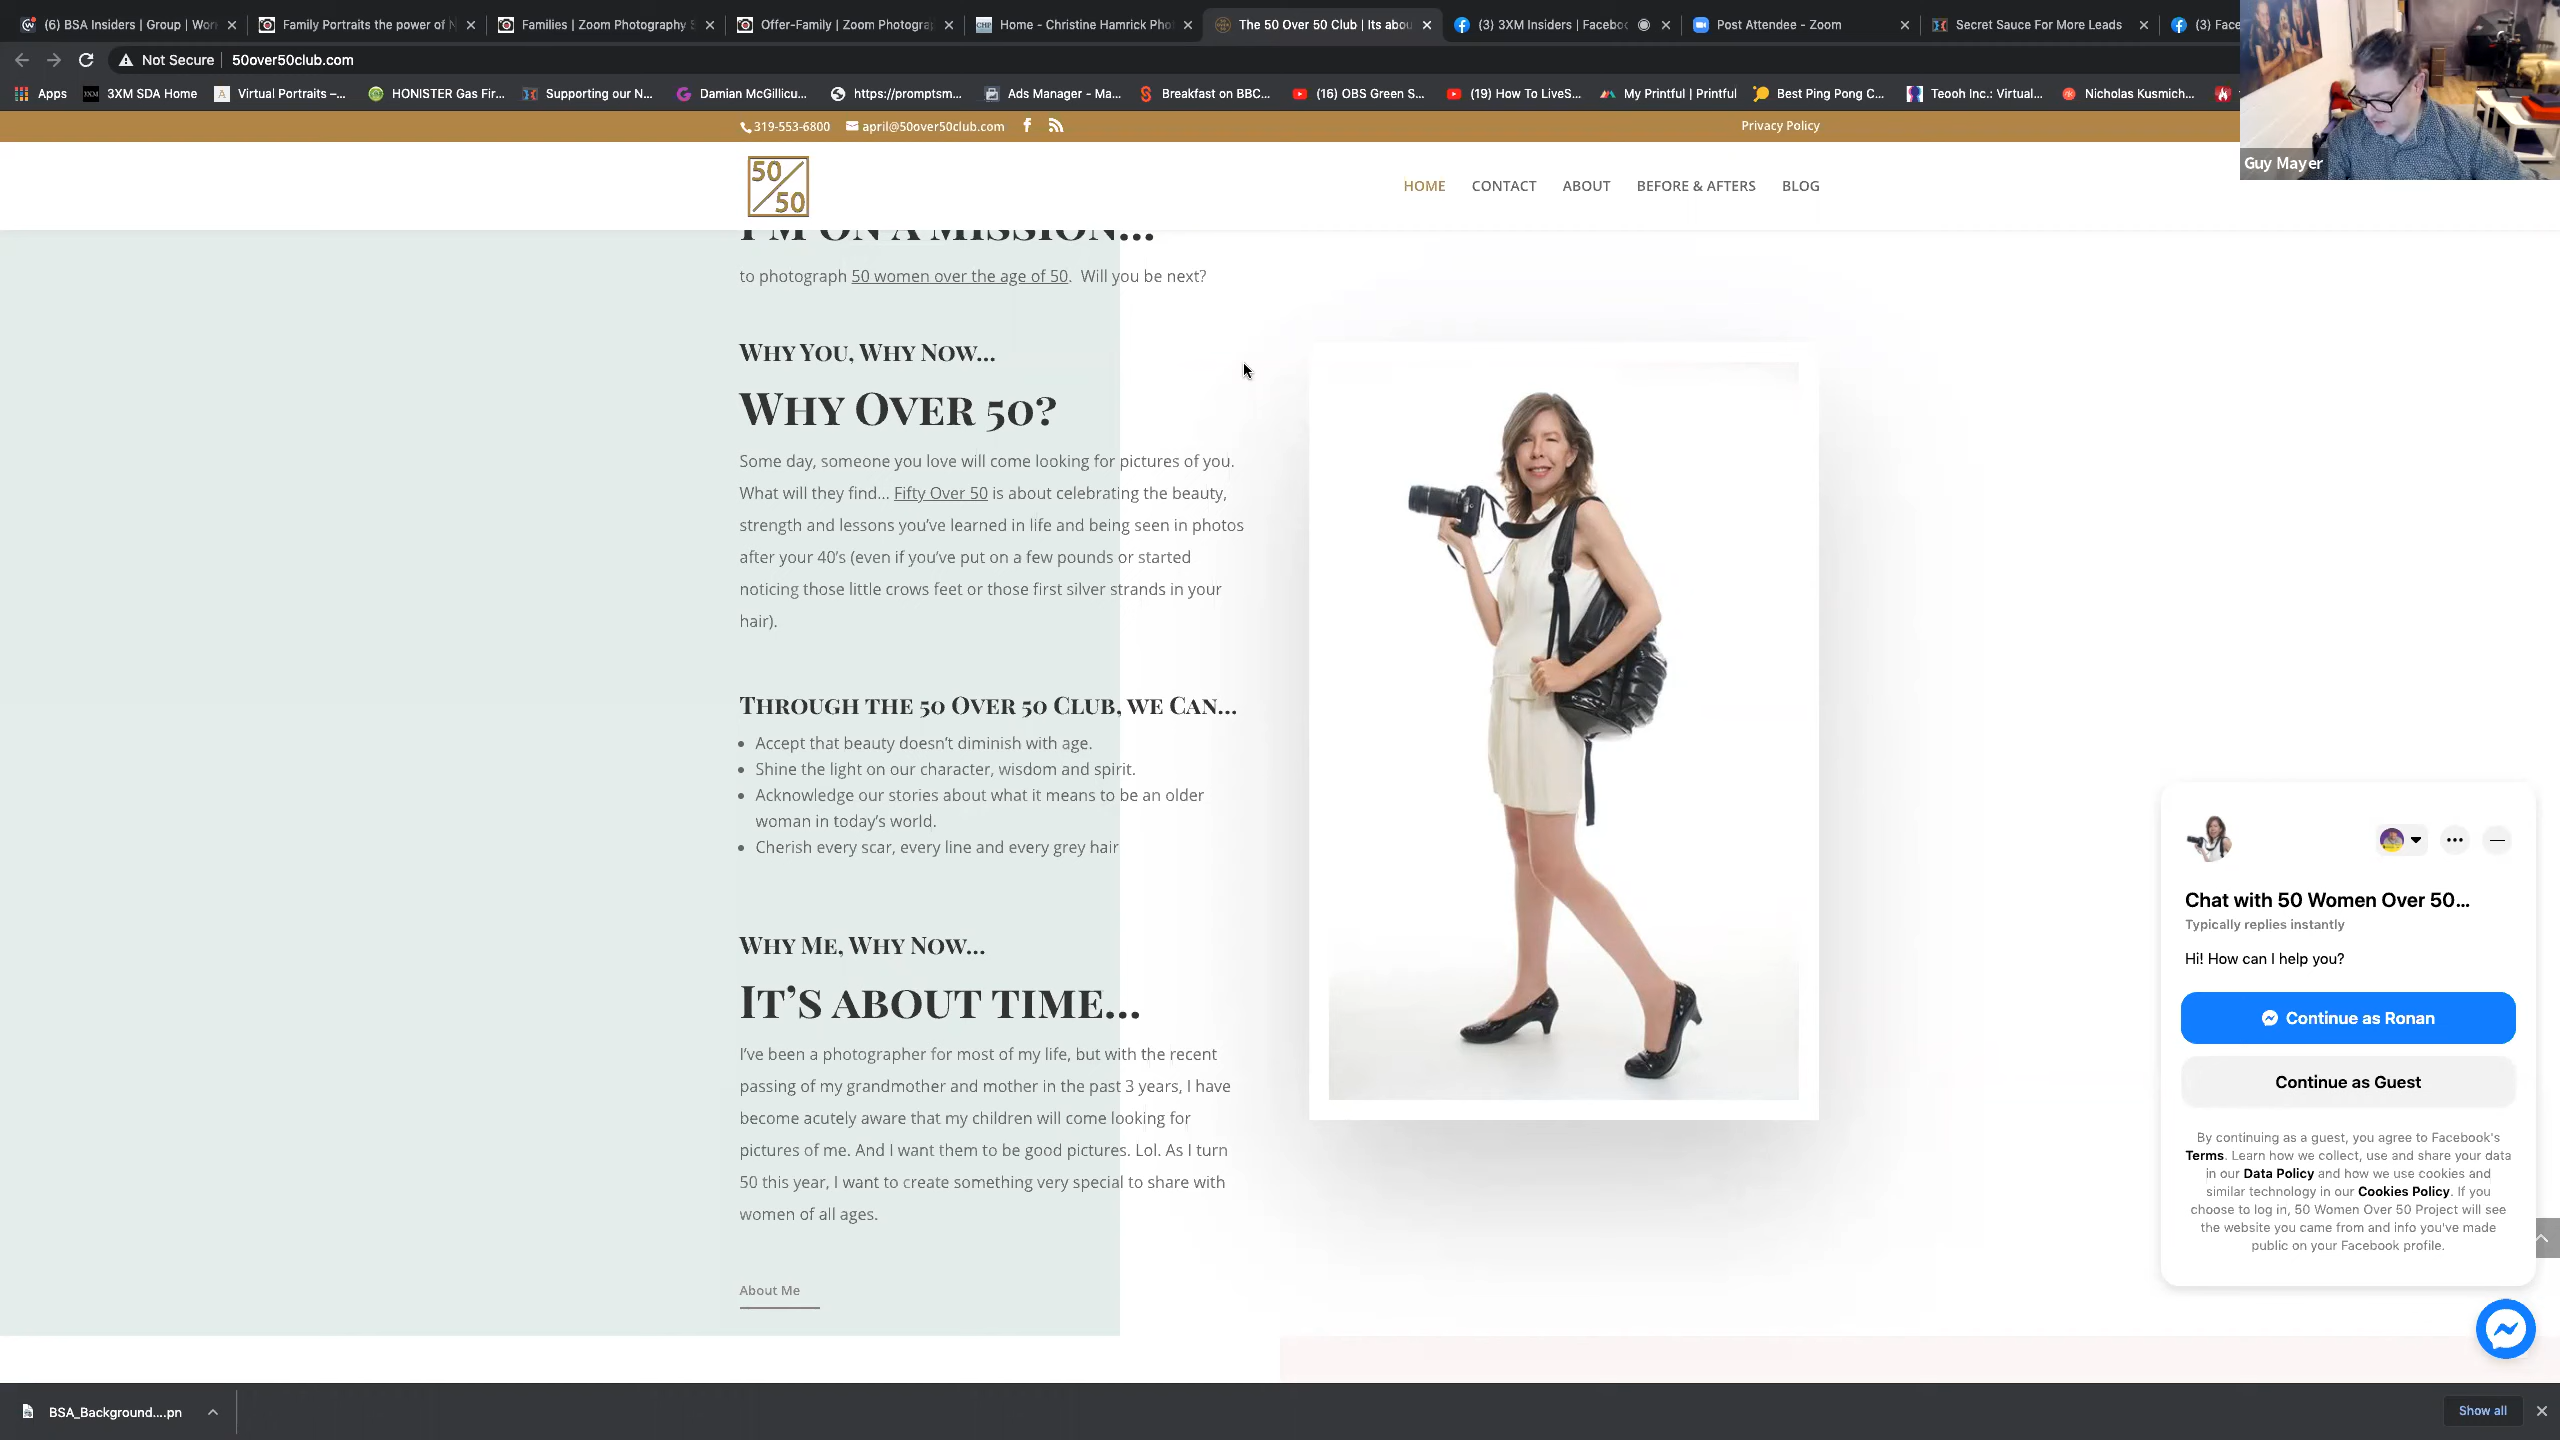 (6) BSA Insiders | Group | Wor
Family Portraits the power of
Families | Zoom Photography
Offer-Family | Zoom Photogra
Home - Christine Hamrick Pho
The 50 Over 50 Club | Its abou
(3) 3XM Insiders | Faceboo
Post Attendee - Zoom
Secret Sauce For More Leads
(3) Face
Not Secure
50over50club.com
Apps
3XM SDA Home
Virtual Portraits –...
HONISTER Gas Fir...
Supporting our N...
Damian McGillicu...
https://promptsm...
Ads Manager - Ma...
Breakfast on BBC...
(16) OBS Green S...
(19) How To LiveS...
My Printful | Printful
Best Ping Pong C...
Teooh Inc.: Virtual...
Nicholas Kusmich...
Guy Mayer
319-553-6800
april@50over50club.com
Privacy Policy
50
50
HOME
CONTACT
ABOUT
BEFORE & AFTERS
BLOG
I'm on a mission...
to photograph 50 women over the age of 50. Will you be next?
Why You, Why Now...
Why Over 50?
Some day, someone you love will come looking for pictures of you.
What will they find... Fifty Over 50 is about celebrating the beauty,
strength and lessons you've learned in life and being seen in photos
after your 40's (even if you've put on a few pounds or started
noticing those little crows feet or those first silver strands in your
hair).
Through the 50 Over 50 Club, we Can...
Accept that beauty doesn't diminish with age.
Shine the light on our character, wisdom and spirit.
Acknowledge our stories about what it means to be an older
woman in today's world.
Cherish every scar, every line and every grey hair
Why Me, Why Now...
It's about time...
I've been a photographer for most of my life, but with the recent
passing of my grandmother and mother in the past 3 years, I have
become acutely aware that my children will come looking for
pictures of me. And I want them to be good pictures. Lol. As I turn
50 this year, I want to create something very special to share with
women of all ages.
About Me
Chat with 50 Women Over 50...
Typically replies instantly
Hi! How can I help you?
Continue as Ronan
Continue as Guest
By continuing as a guest, you agree to Facebook's
Terms. Learn how we collect, use and share your data
in our Data Policy and how we use cookies and
similar technology in our Cookies Policy. If you
choose to log in, 50 Women Over 50 Project will see
the website you came from and info you've made
public on your Facebook profile.
BSA_Background....pn
Show all